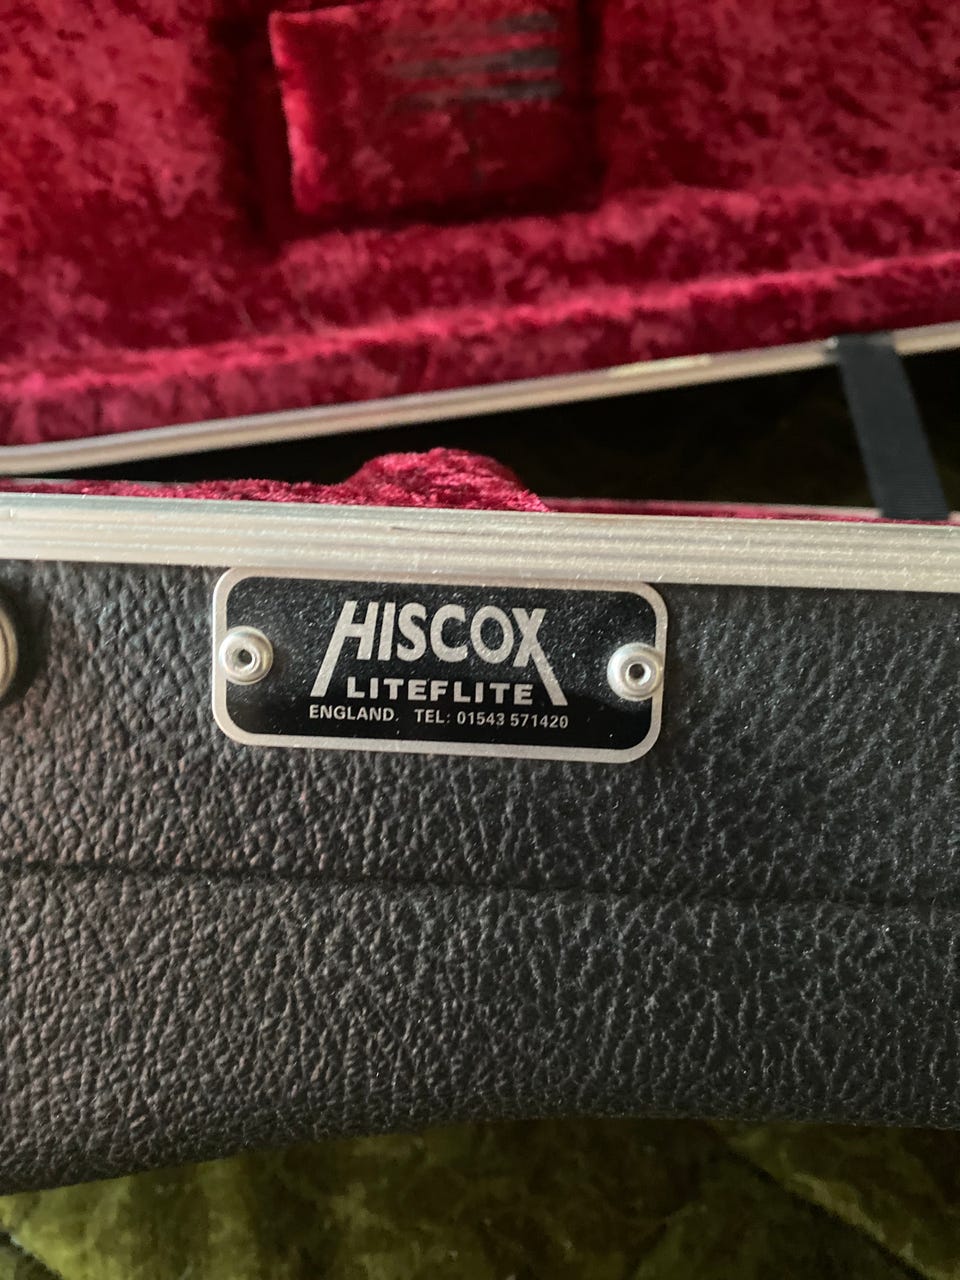 HISCOX
LITEFLITE
ENGLAND. TEL: 01543 571420